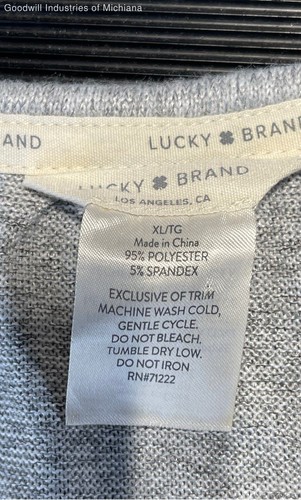 Goodwill Industries of Michiana
AND LUCKY BRAND
LUCKY BRAND
LOS ANGELES, CA
XL/TG
Made in China
95% POLYESTER
5% SPANDEX
EXCLUSIVE OF TRIM
MACHINE WASH COLD,
GENTLE CYCLE.
DO NOT BLEACH.
TUMBLE DRY LOW.
DO NOT IRON
RN#71222